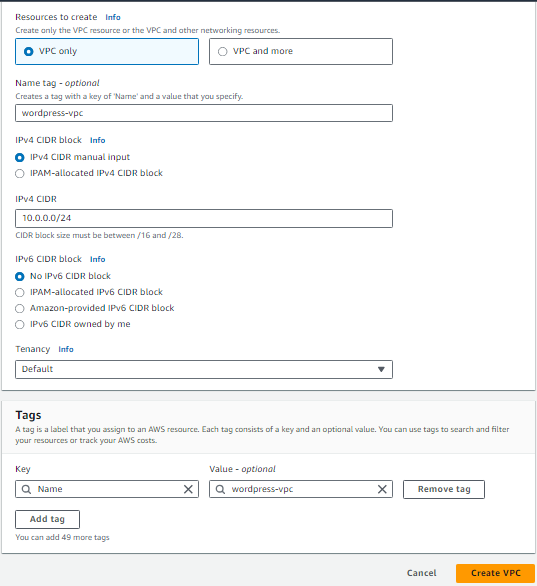 Resources to create Info
Create only the VPC resource or the VPC and other networking resources.
VPC only
VPC and more
Name tag - optional
Creates a tag with a key of 'Name' and a value that you specify.
wordpress-vpc
IPv4 CIDR block Info
IPv4 CIDR manual input
IPAM-allocated IPv4 CIDR block
IPv4 CIDR
10.0.0.0/24
CIDR block size must be between /16 and /28.
IPv6 CIDR block Info
No IPv6 CIDR block
IPAM-allocated IPv6 CIDR block
Amazon-provided IPv6 CIDR block
IPv6 CIDR owned by me
Tenancy Info
Default
Tags
A tag is a label that you assign to an AWS resource. Each tag consists of a key and an optional value. You can use tags to search and filter
your resources or track your AWS costs.
Key
Value - optional
Name
wordpress-vpc
Remove tag
Add tag
You can add 49 more tags
Cancel
Create VPC